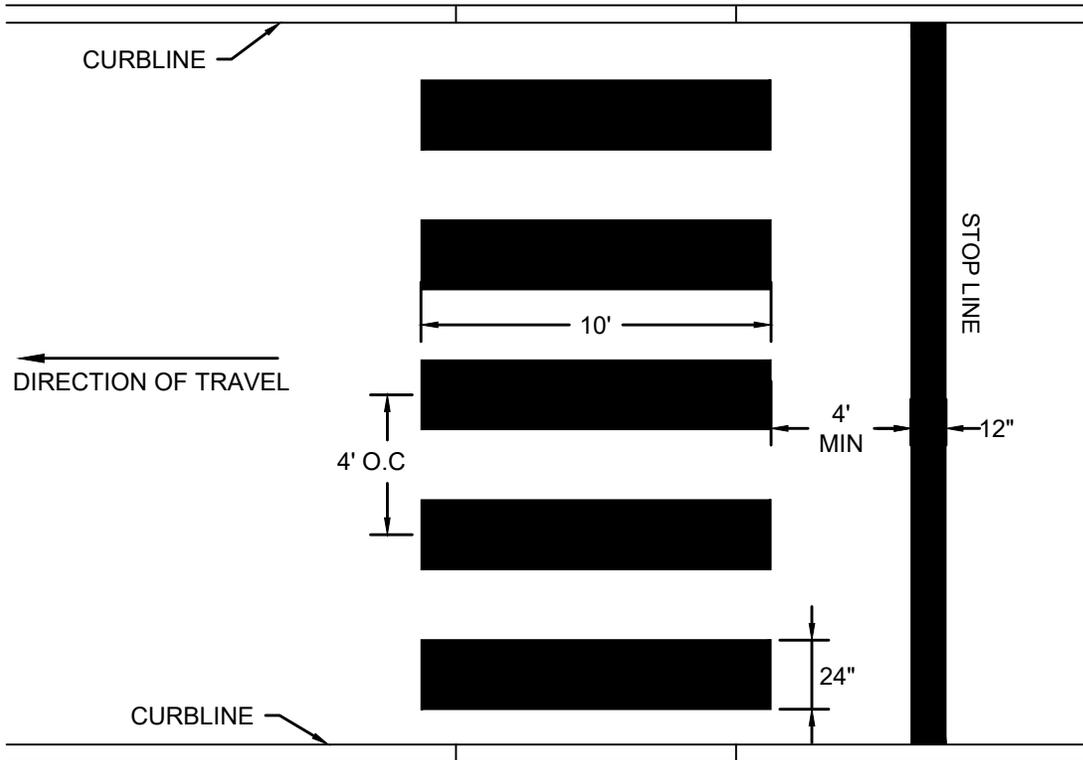 CURBLINE
STOP LINE
10'
DIRECTION OF TRAVEL
4'
MIN
12"
4' O.C
24"
CURBLINE